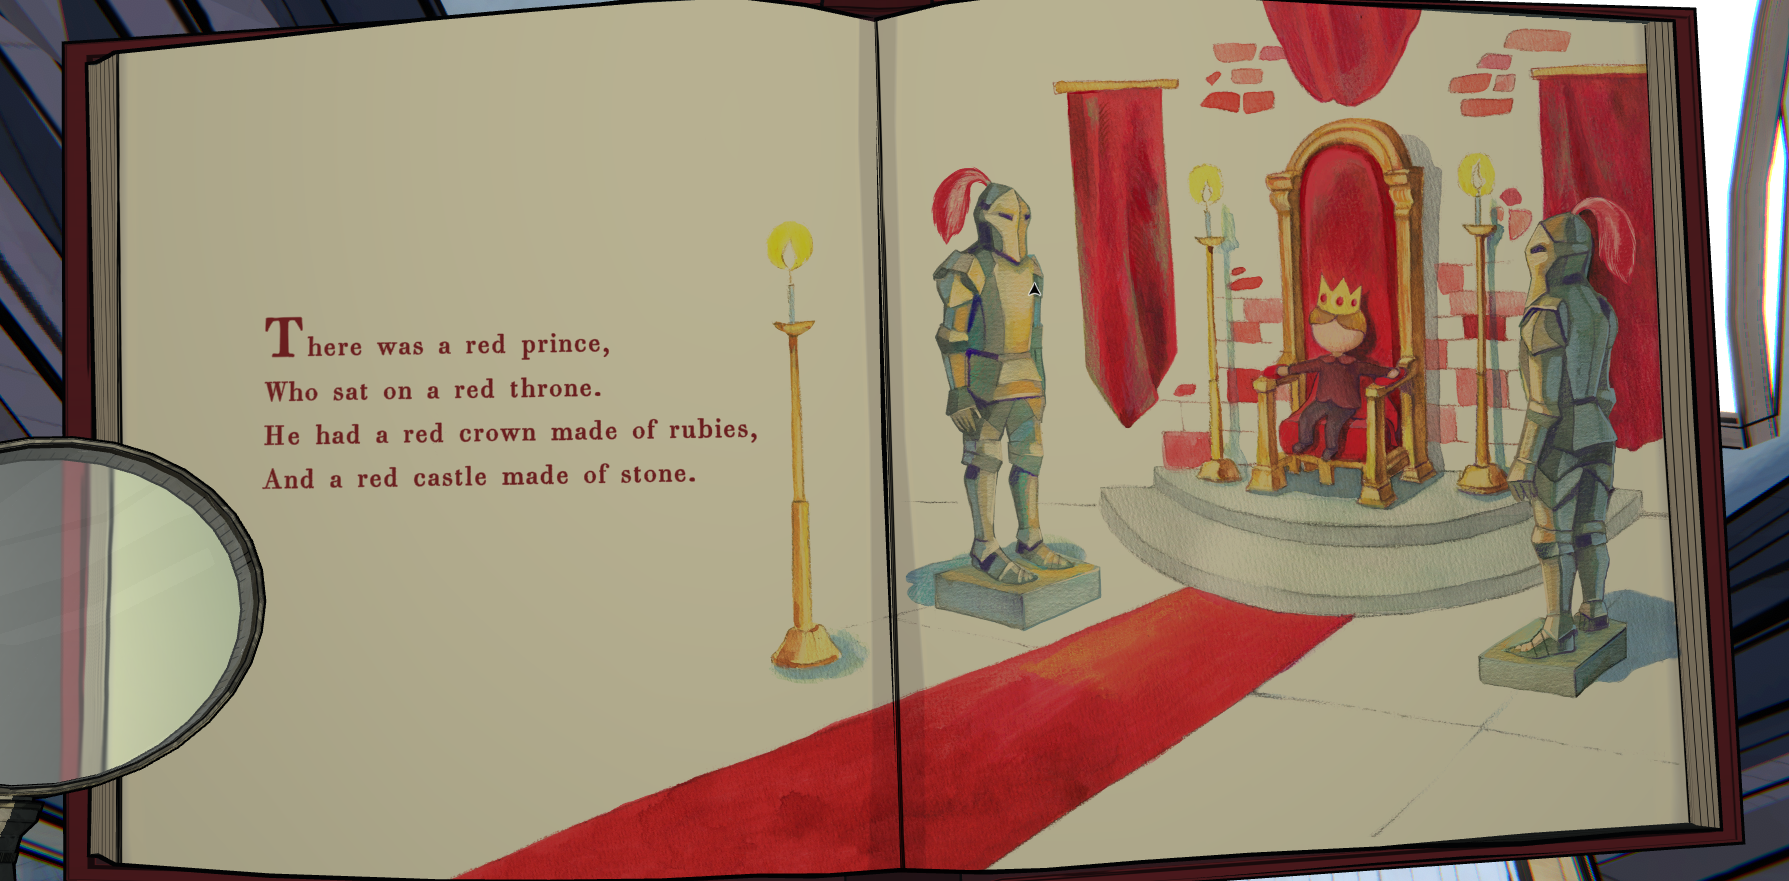 There was a red prince,
Who sat on a red throne.
He had a red crown made of rubies,
And a red castle made of stone.